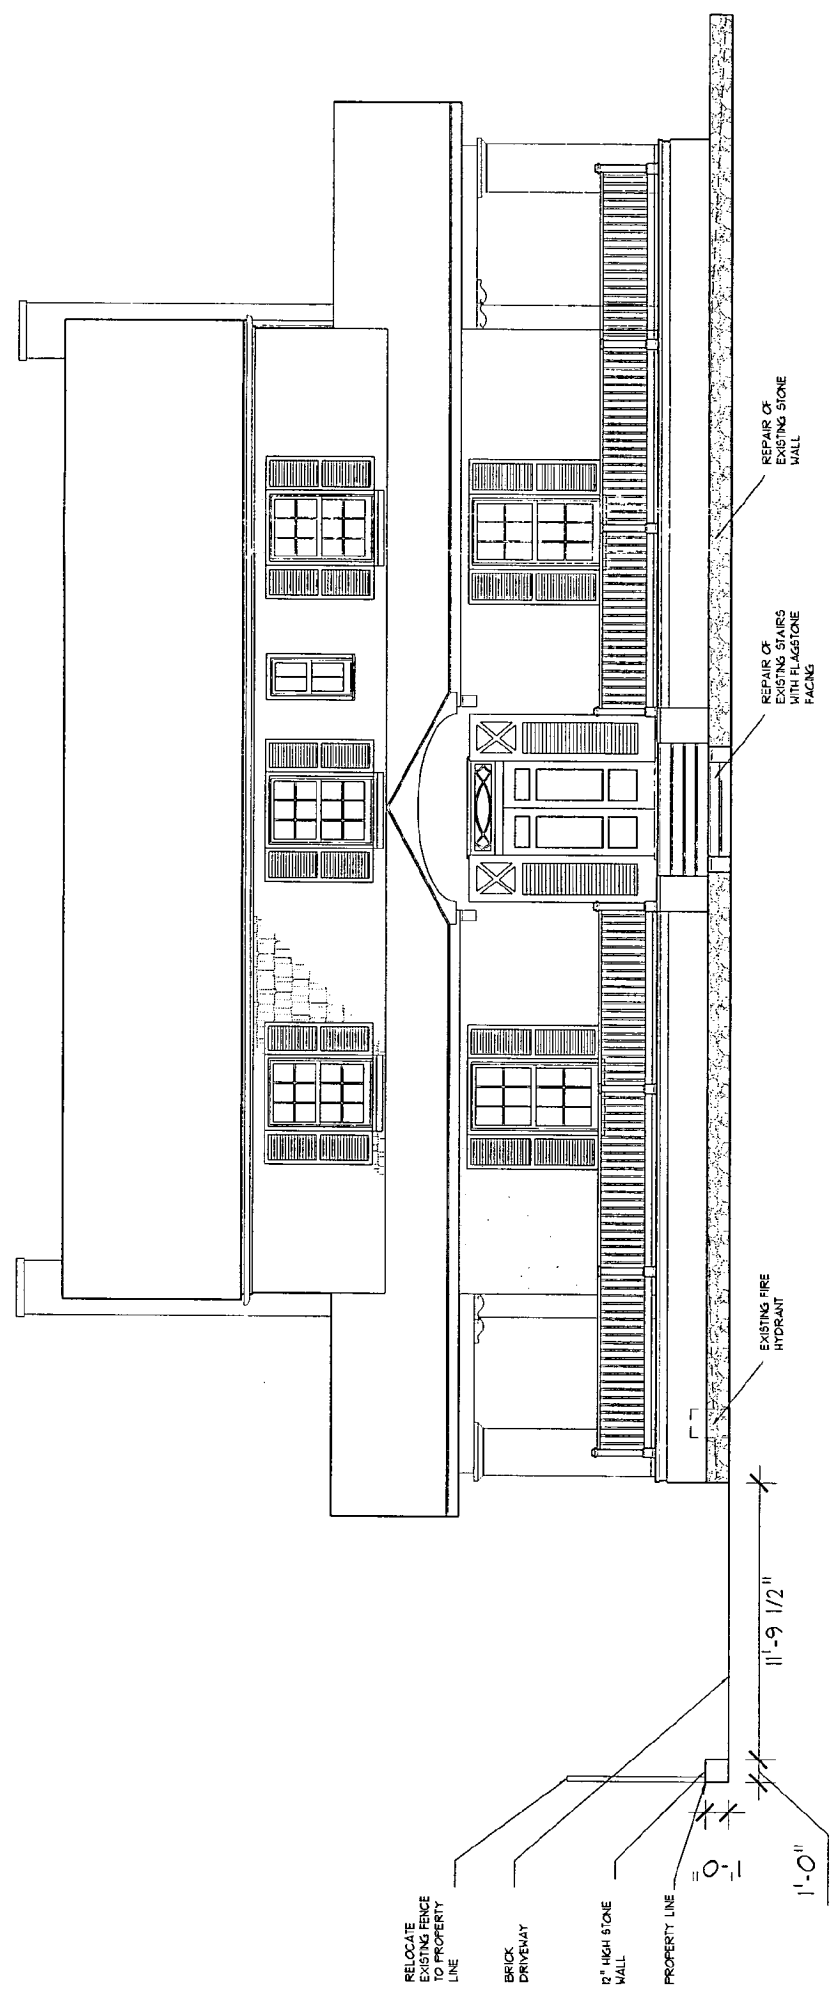 RELOCATE
EXISTING FENCE
TO PROPERTY
LINE
BRICK
DRIVEWAY
12" HIGH STONE
WALL
PROPERTY LINE
1'-0"
1'-0"
11'-9 1/2"
EXISTING FIRE
HYDRANT
REPAIR OF
EXISTING STAIRS
WITH FLAGSTONE
FACING
REPAIR OF
EXISTING STONE
WALL